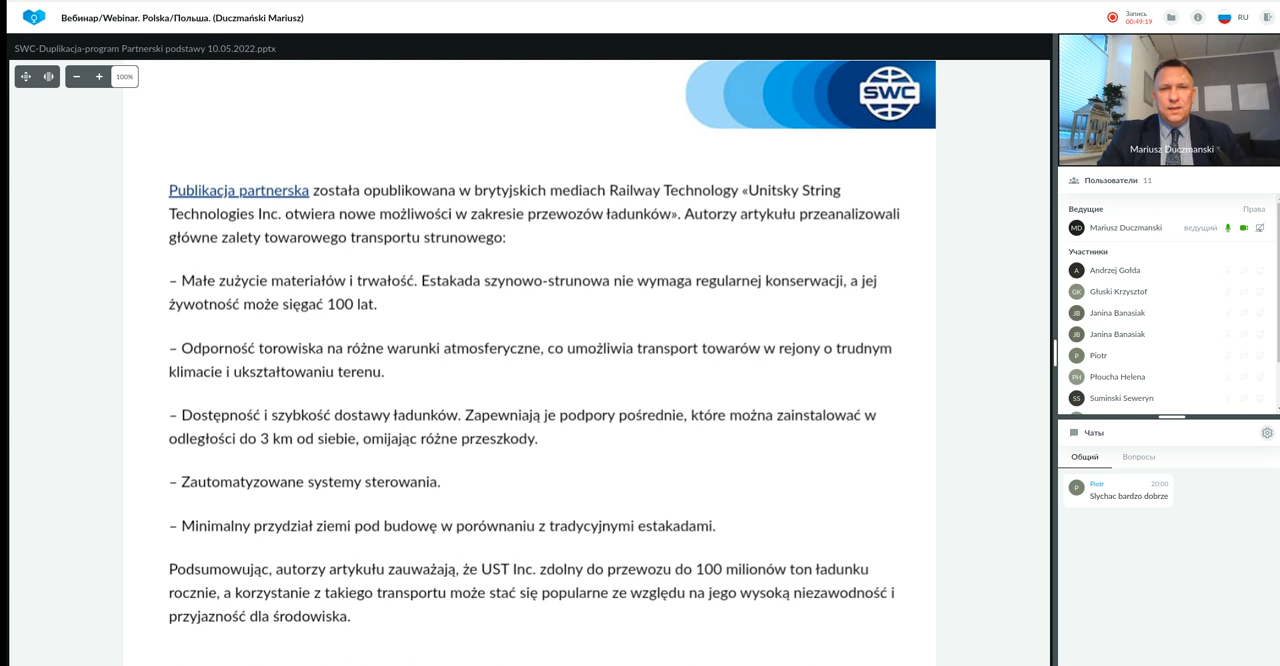 Вебинар/Webinar. Polska/Польша. (Duczmański Mariusz)
Запись
00:49:19
RU
SWC-Duplikacja-program Partnerski podstawy 10.05.2022.pptx
100%
SWC
Publikacja partnerska została opublikowana w brytyjskich mediach Railway Technology «Unitsky String
Technologies Inc. otwiera nowe możliwości w zakresie przewozów ładunków». Autorzy artykułu przeanalizowali
główne zalety towarowego transportu strunowego:
– Małe zużycie materiałów i trwałość. Estakada szynowo-strunowa nie wymaga regularnej konserwacji, a jej
żywotność może sięgać 100 lat.
– Odporność torowiska na różne warunki atmosferyczne, co umożliwia transport towarów w rejony o trudnym
klimacie i ukształtowaniu terenu.
– Dostępność i szybkość dostawy ładunków. Zapewniają je podpory pośrednie, które można zainstalować w
odległości do 3 km od siebie, omijając różne przeszkody.
– Zautomatyzowane systemy sterowania.
– Minimalny przydział ziemi pod budowę w porównaniu z tradycyjnymi estakadami.
Podsumowując, autorzy artykułu zauważają, że UST Inc. zdolny do przewozu do 100 milionów ton ładunku
rocznie, a korzystanie z takiego transportu może stać się popularne ze względu na jego wysoką niezawodność i
przyjazność dla środowiska.
Mariusz Duczmanski
Пользователи 11
Ведущие Права
MD Mariusz Duczmanski ведущий
Участники
A Andrzej Gołda
GK Głuski Krzysztof
JB Janina Banasiak
JB Janina Banasiak
P Piotr
PH Płoucha Helena
SS Suminski Seweryn
Чаты
Общий Вопросы
P Piotr 20:00
Slychac bardzo dobrze